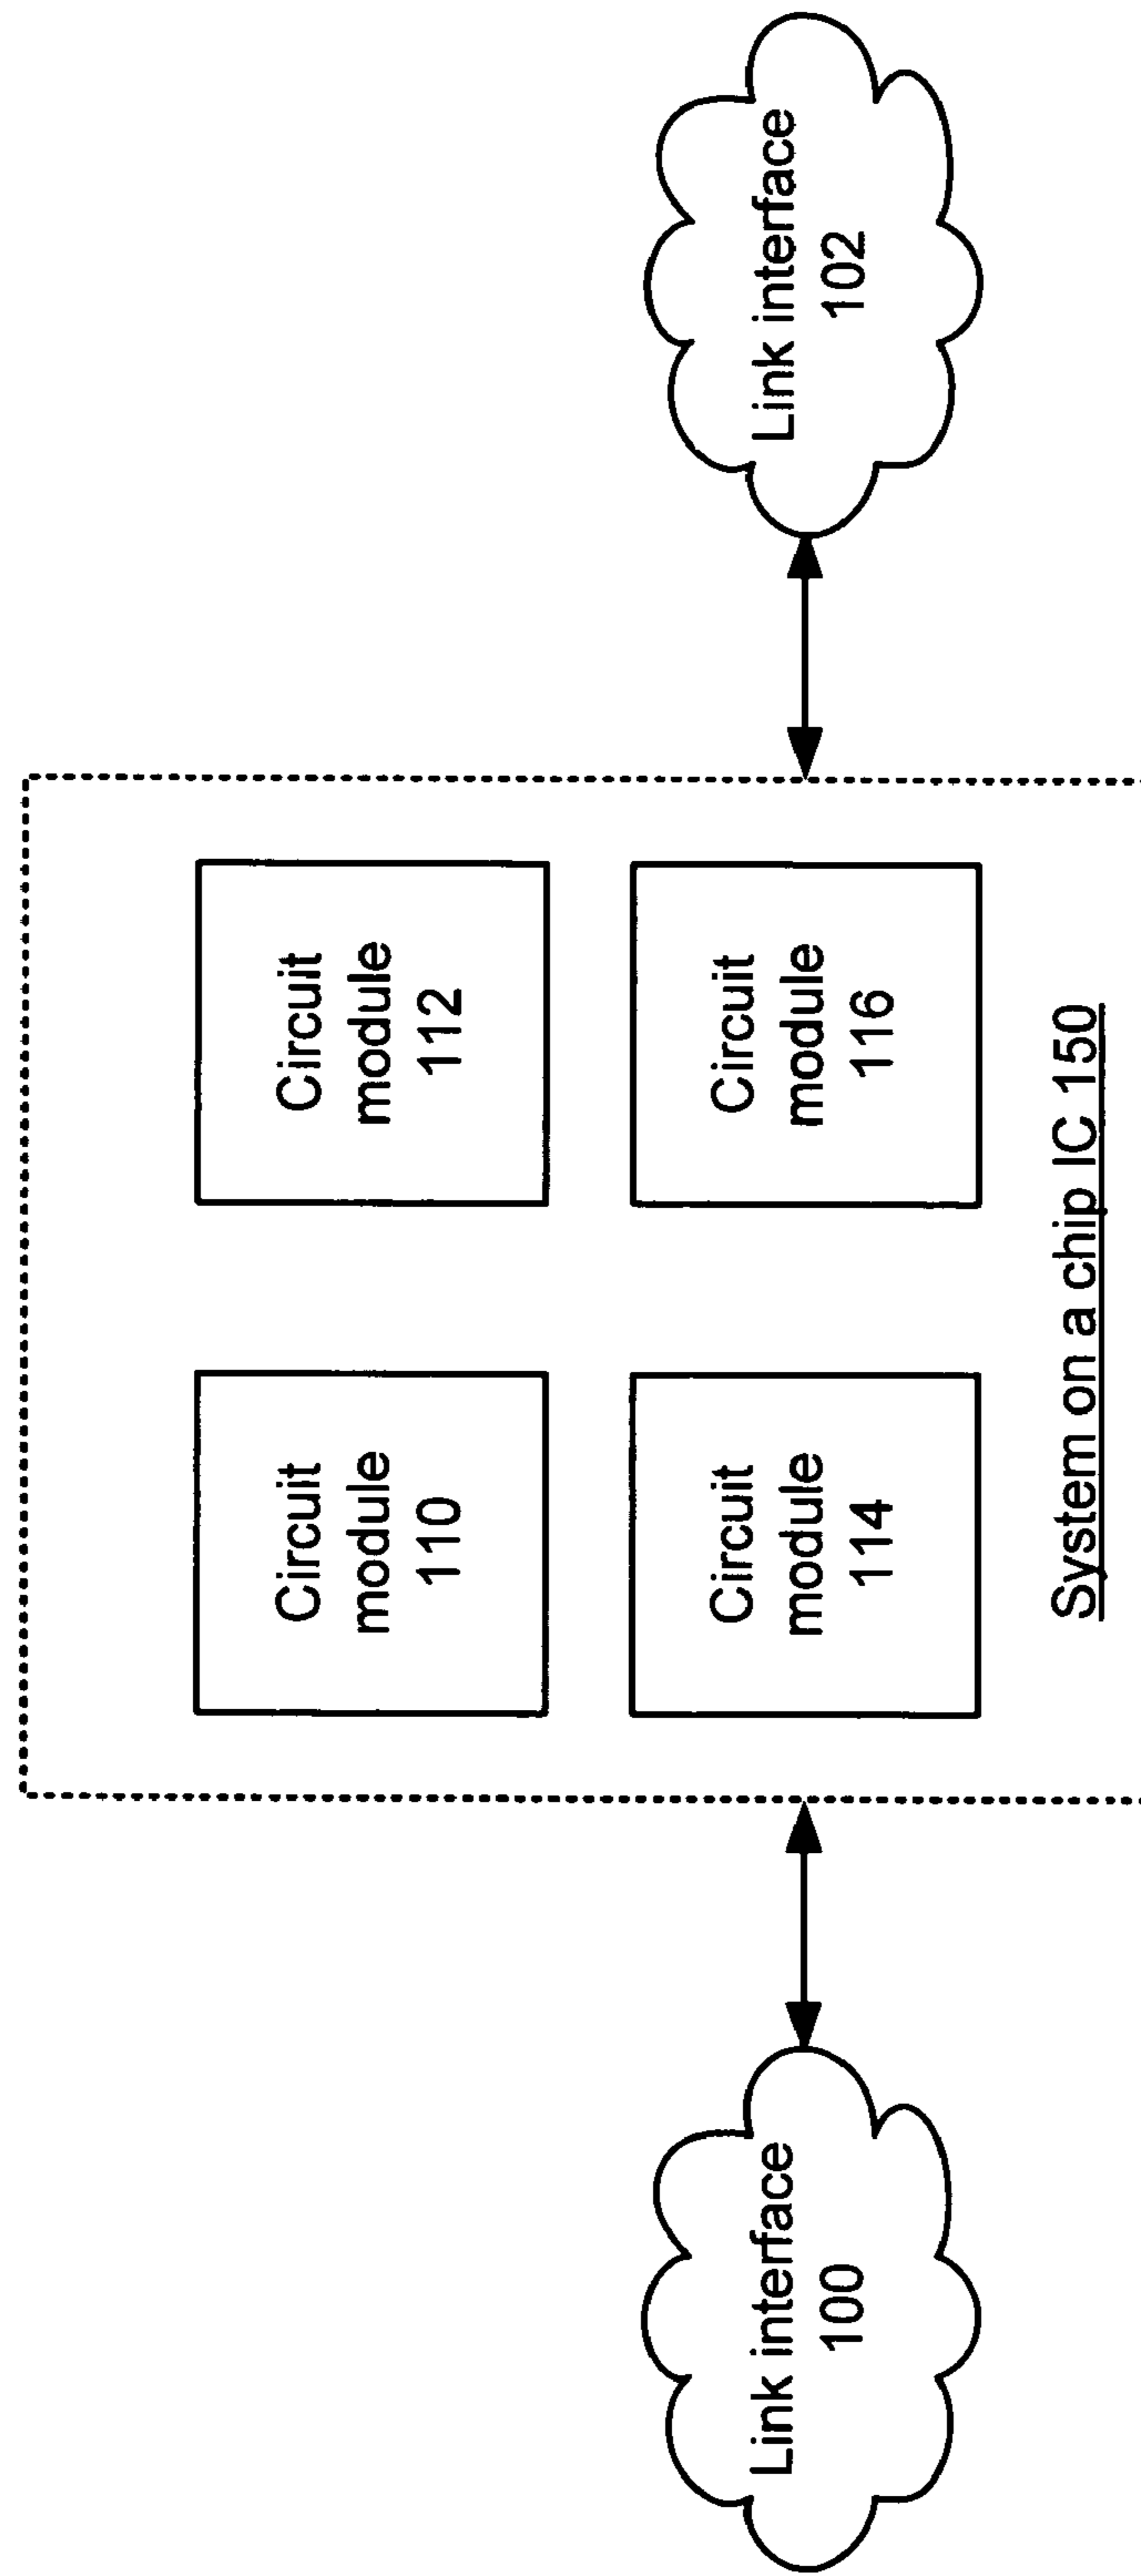 Circuit
module
110
Circuit
module
112
Link interface
100
Circuit
module
114
Circuit
module
116
Link interface
102
System on a chip IC 150